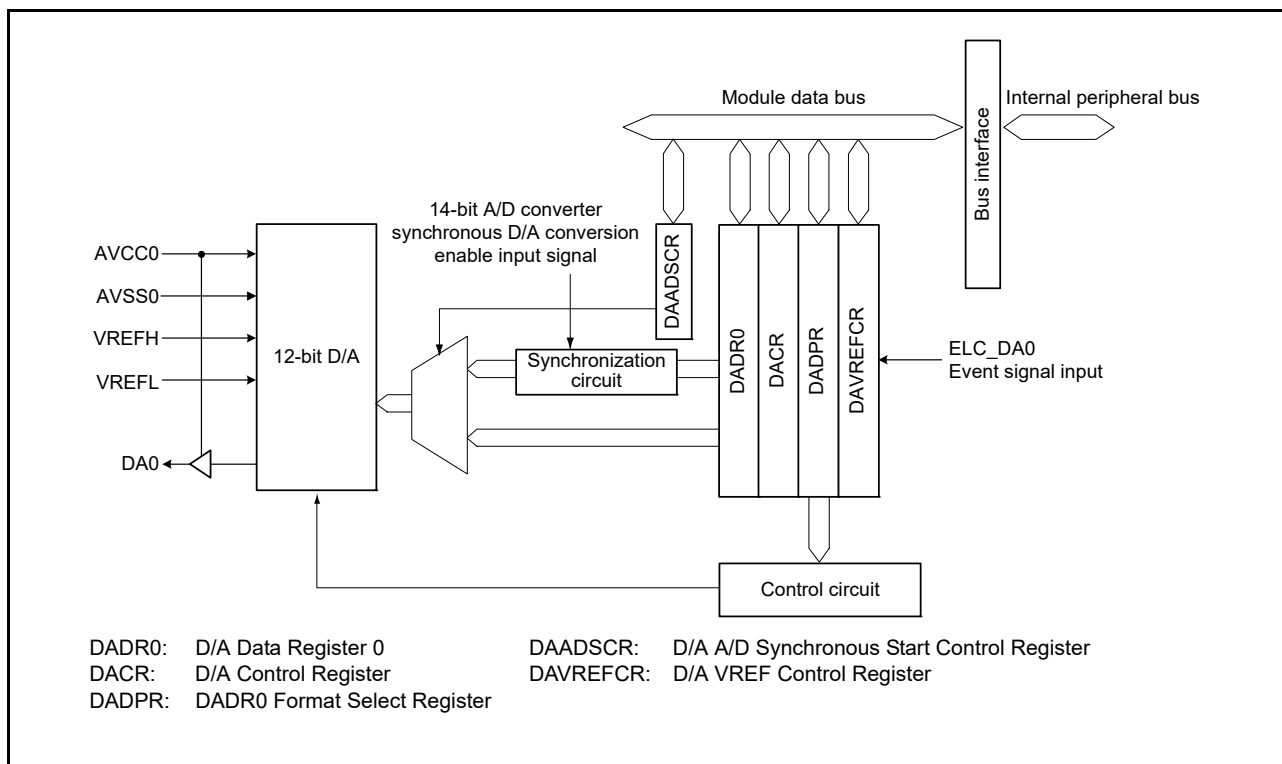 Module data bus
Internal peripheral bus
Bus interface
14-bit A/D converter
synchronous D/A conversion
enable input signal
DAADSCR
AVCC0
AVSS0
VREFH
VREFL
DA0
12-bit D/A
Synchronization
circuit
DADR0
DACR
DADPR
DAVREFCR
ELC_DA0
Event signal input
Control circuit
DADR0: D/A Data Register 0
DACR: D/A Control Register
DADPR: DADR0 Format Select Register
DAADSCR: D/A A/D Synchronous Start Control Register
DAVREFCR: D/A VREF Control Register